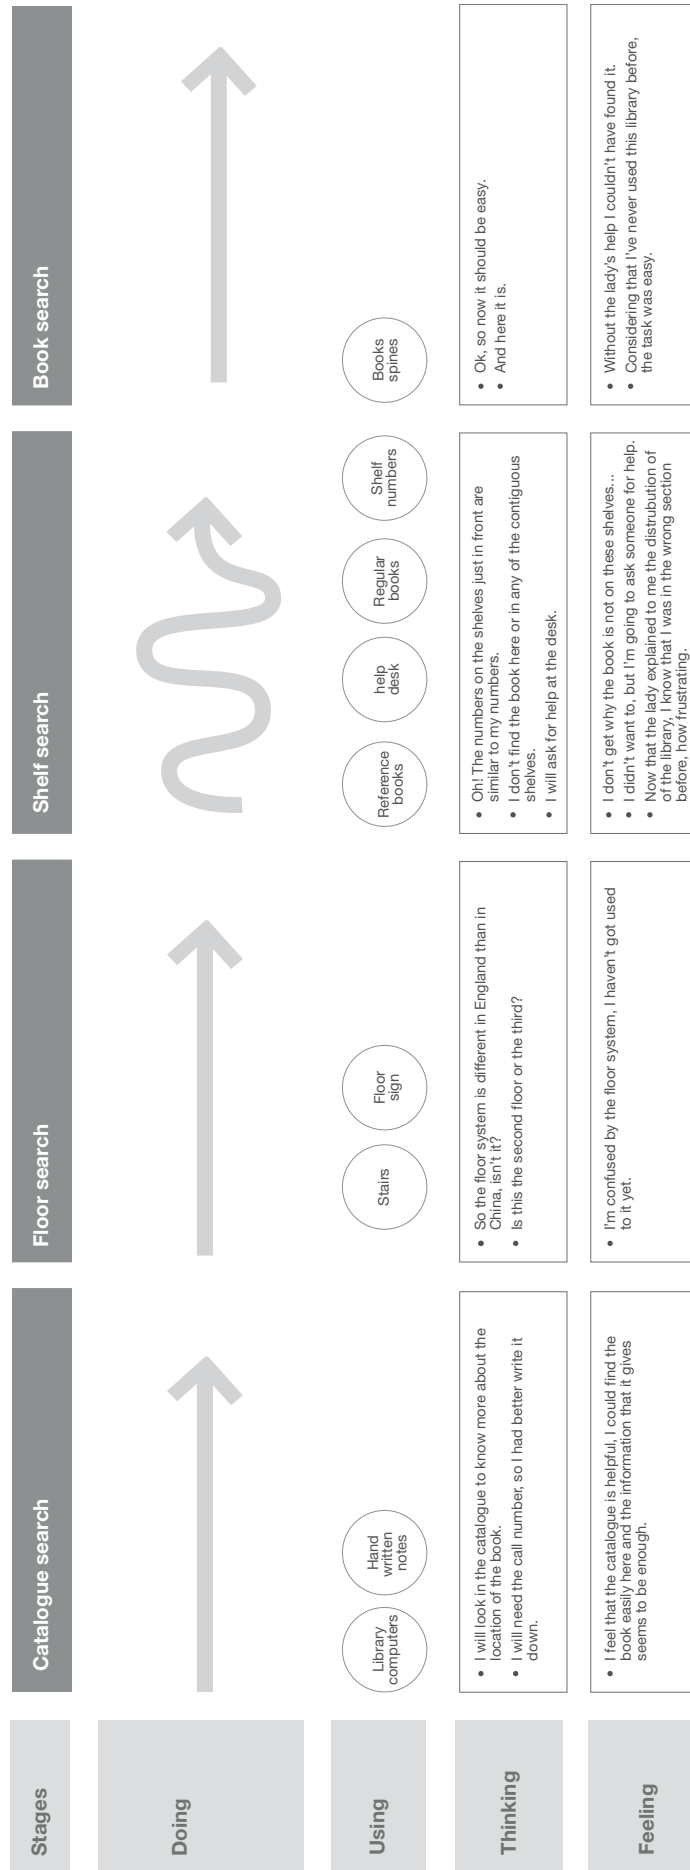 Stages
Catalogue search
Floor search
Shelf search
Book search
Doing
Using
Library
computers
Hand
written
notes
Stairs
Floor
sign
Reference
books
help
desk
Regular
books
Shelf
numbers
Books
spines
Thinking
• I will look in the catalogue to know more about the
location of the book.
• I will need the call number, so I had better write it
down.
• So the floor system is different in England than in
China, isn't it?
• Is this the second floor or the third?
• Oh! The numbers on the shelves just in front are
similar to my numbers.
• I don't find the book here or in any of the contiguous
shelves.
• I will ask for help at the desk.
• Ok, so now it should be easy.
• And here it is.
Feeling
• I feel that the catalogue is helpful, I could find the
book easily here and the information that it gives
seems to be enough.
• I'm confused by the floor system, I haven't got used
to it yet.
• I don't get why the book is not on these shelves...
• I didn't want to, but I'm going to ask someone for help.
• Now that the lady explained to me the distrubution of
of the library, I know that I was in the wrong section
before, how frustrating.
• Without the lady's help I couldn't have found it.
• Considering that I've never used this library before,
the task was easy.